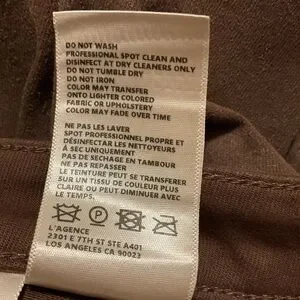 DO NOT WASH
PROFESSIONAL SPOT CLEAN AND
DISINFECT AT DRY CLEANERS ONLY
DO NOT TUMBLE DRY
DO NOT IRON
COLOR MAY TRANSFER
ONTO LIGHTER COLORED
FABRIC OR UPHOLSTERY
COLOR MAY FADE OVER TIME
NE PAS LES LAVER
SPOT PROFESSIONNEL PROPRE ET
DÉSINFECTAR LES NETTOYEURS
À SEC UNIQUEMENT
PAS DE SECHAGE EN TAMBOUR
NE PAS REPASSER
LE TEINTURE PEUT DÉTEINDRE
SUR UN TISSU DE COULEUR PLUS
CLAIRE OU PEUT DIMINUER AVEC
LE TEMPS.
P
L'AGENCE
2301 E 7TH ST STE A401
LOS ANGELES CA 90023